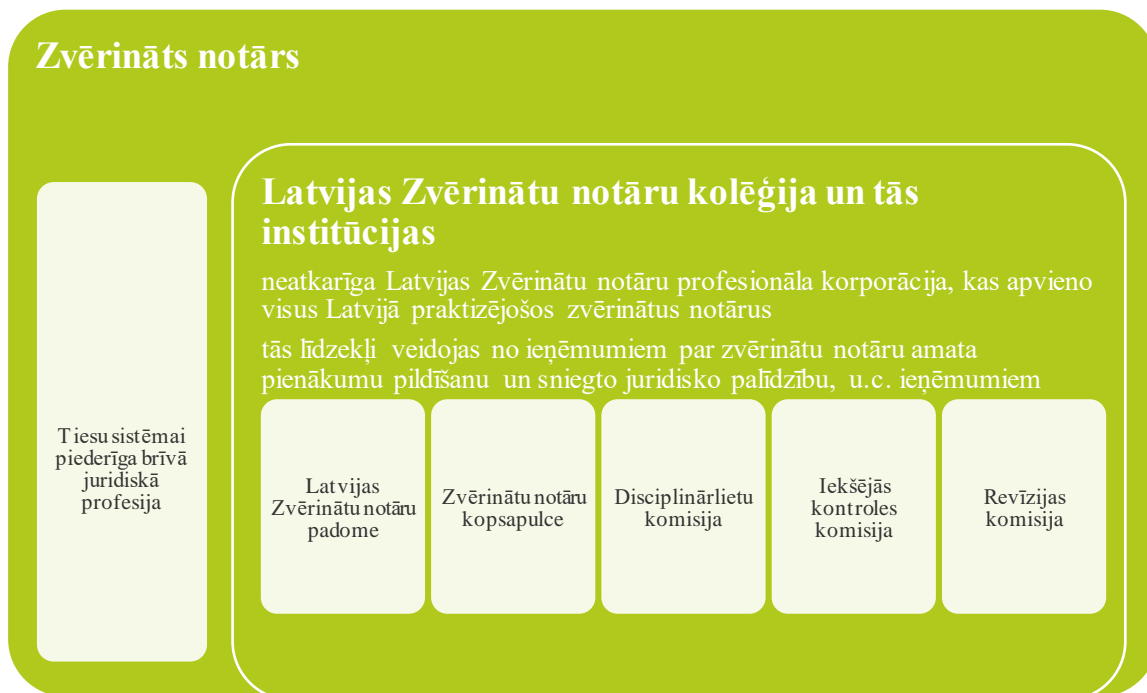 Zvērināts notārs
Latvijas Zvērinātu notāru kolēģija un tās
institūcijas
neatkarīga Latvijas Zvērinātu notāru profesionāla korporācija, kas apvieno
visus Latvijā praktizējošos zvērinātus notārus
tās līdzekļi veidojas no ieņēmumiem par zvērinātu notāru amata
pienākumu pildīšanu un sniegto juridisko palīdzību, u.c. ieņēmumiem
Tiesu sistēmai
piederīga brīvā
juridiskā
profesija
Latvijas
Zvērinātu notāru
padome
Zvērinātu notāru
kopsapulce
Disciplinārlietu
komisija
Iekšējās
kontroles
komisija
Revīzijas
komisija